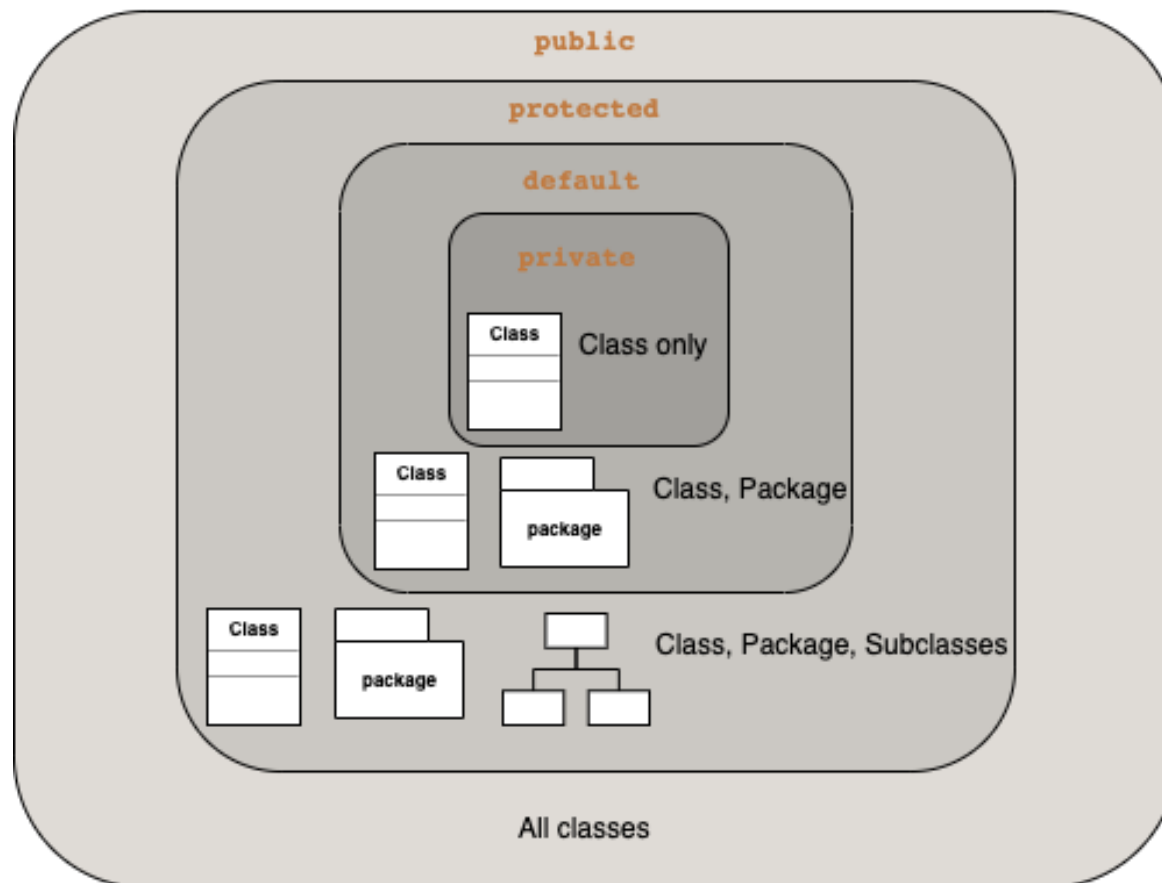 public
protected
default
private
Class
Class only
Class
package
Class, Package
Class
package
Class, Package, Subclasses
All classes